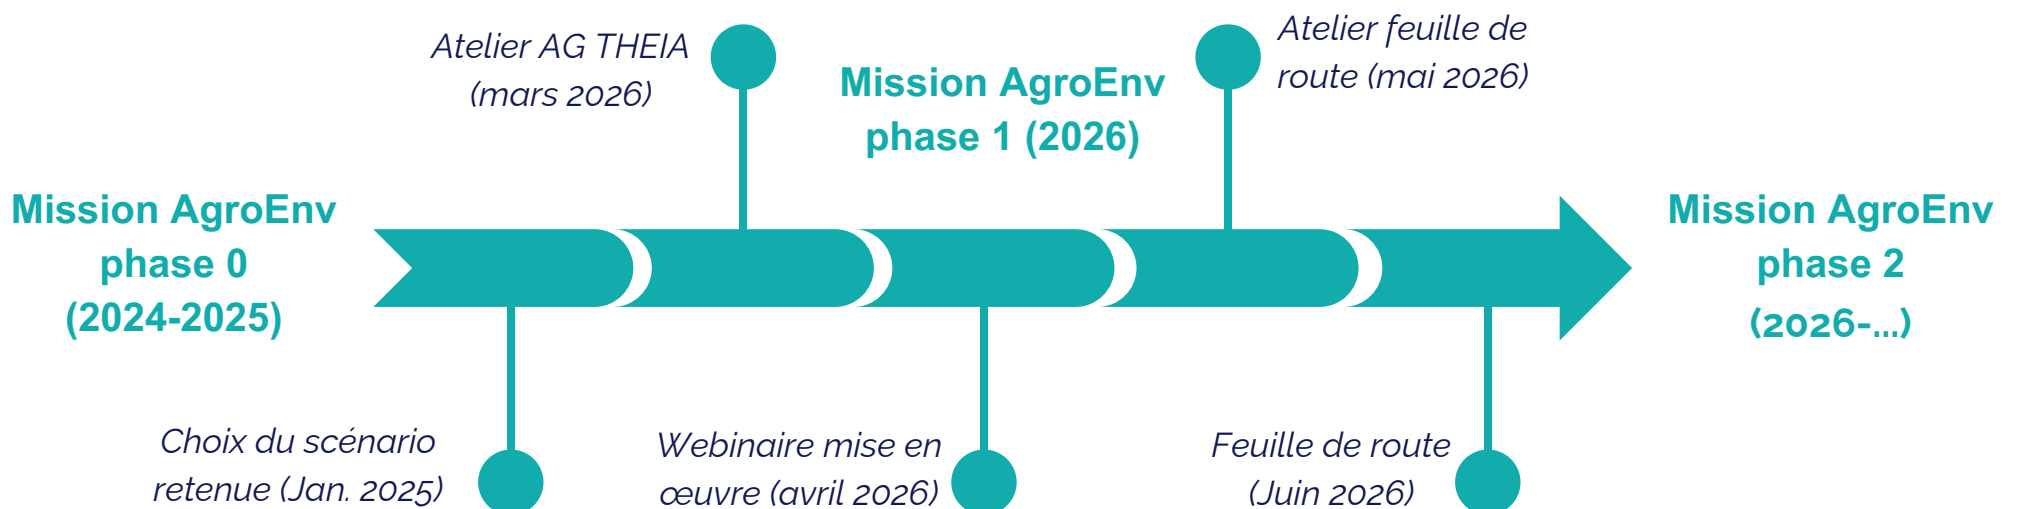 Atelier AG THEIA
(mars 2026)
Mission AgroEnv
phase 1 (2026)
Atelier feuille de
route (mai 2026)
Mission AgroEnv
phase 0
(2024-2025)
Mission AgroEnv
phase 2
(2026-...)
Choix du scénario
retenue (Jan. 2025)
Webinaire mise en
œuvre (avril 2026)
Feuille de route
(Juin 2026)